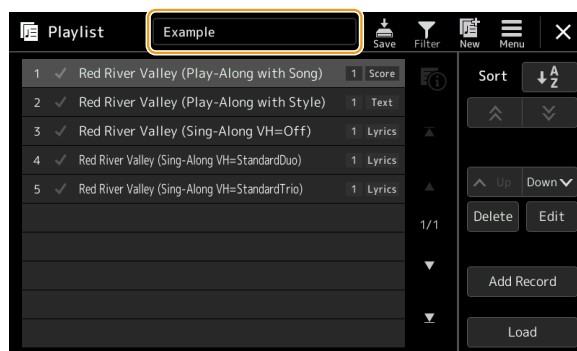 Playlist Example Save Filter New Menu
1 Red River Valley (Play-Along with Song) 1 Score
2 Red River Valley (Play-Along with Style) 1 Text
3 Red River Valley (Sing-Along VH=Off) 1 Lyrics
4 Red River Valley (Sing-Along VH=StandardDuo) 1 Lyrics
5 Red River Valley (Sing-Along VH=StandardTrio) 1 Lyrics
1/1
Sort AZ
Up Down
Delete Edit
Add Record
Load